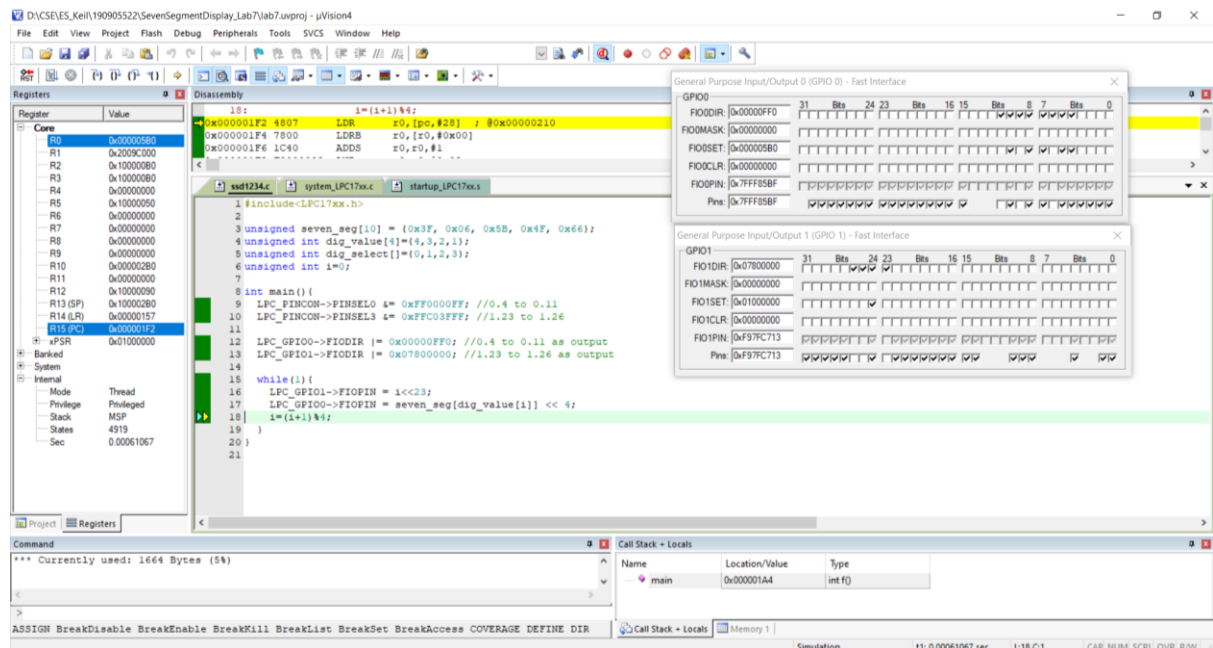 D:\CSE\ES_Keil\190905522\SevenSegmentDisplay_Lab7\lab7.uvproj - µVision4
File Edit View Project Flash Debug Peripherals Tools SVCS Window Help
Registers
Register Value
Core
R0 0x000005B0
R1 0x2009C000
R2 0x100000B0
R3 0x100000B0
R4 0x00000000
R5 0x10000050
R6 0x00000000
R7 0x00000000
R8 0x00000000
R9 0x00000000
R10 0x000002B0
R11 0x00000000
R12 0x10000090
R13 (SP) 0x100002B0
R14 (LR) 0x00000157
R15 (PC) 0x000001F2
xPSR 0x01000000
Banked
System
Internal
Mode Thread
Privilege Privileged
Stack MSP
States 4919
Sec 0.00061067
Project Registers
Disassembly
18: i=(i+1)%4;
0x000001F2 4807 LDR r0,[pc,#28] ; @0x00000210
0x000001F4 7800 LDRB r0,[r0,#0x00]
0x000001F6 1C40 ADDS r0,r0,#1
ssd1234.c system_LPC17xx.c startup_LPC17xx.s
1 #include<LPC17xx.h>
2
3 unsigned seven_seg[10] = {0x3F, 0x06, 0x5B, 0x4F, 0x66};
4 unsigned int dig_value[4]={4,3,2,1};
5 unsigned int dig_select[]={0,1,2,3};
6 unsigned int i=0;
7
8 int main(){
9 LPC_PINCON->PINSEL0 &= 0xFF0000FF; //0.4 to 0.11
10 LPC_PINCON->PINSEL3 &= 0xFFC03FFF; //1.23 to 1.26
11
12 LPC_GPIO0->FIODIR |= 0x00000FF0; //0.4 to 0.11 as output
13 LPC_GPIO1->FIODIR |= 0x07800000; //1.23 to 1.26 as output
14
15 while(1){
16 LPC_GPIO1->FIOPIN = i<<23;
17 LPC_GPIO0->FIOPIN = seven_seg[dig_value[i]] << 4;
18 i=(i+1)%4;
19 }
20 }
21
General Purpose Input/Output 0 (GPIO 0) - Fast Interface
GPIO0
31 Bits 24 23 Bits 16 15 Bits 8 7 Bits 0
FIO0DIR: 0x00000FF0
FIO0MASK: 0x00000000
FIO0SET: 0x000005B0
FIO0CLR: 0x00000000
FIO0PIN: 0x7FFF85BF
Pins: 0x7FFF85BF
General Purpose Input/Output 1 (GPIO 1) - Fast Interface
GPIO1
31 Bits 24 23 Bits 16 15 Bits 8 7 Bits 0
FIO1DIR: 0x07800000
FIO1MASK: 0x00000000
FIO1SET: 0x01000000
FIO1CLR: 0x00000000
FIO1PIN: 0xF97FC713
Pins: 0xF97FC713
Command
*** Currently used: 1664 Bytes (5%)
>
ASSIGN BreakDisable BreakEnable BreakKill BreakList BreakSet BreakAccess COVERAGE DEFINE DIR
Call Stack + Locals
Name Location/Value Type
main 0x000001A4 int f()
Call Stack + Locals Memory 1
Simulation t1: 0.00061067 sec L:18 C:1 CAP NUM SCRL OVR R/W